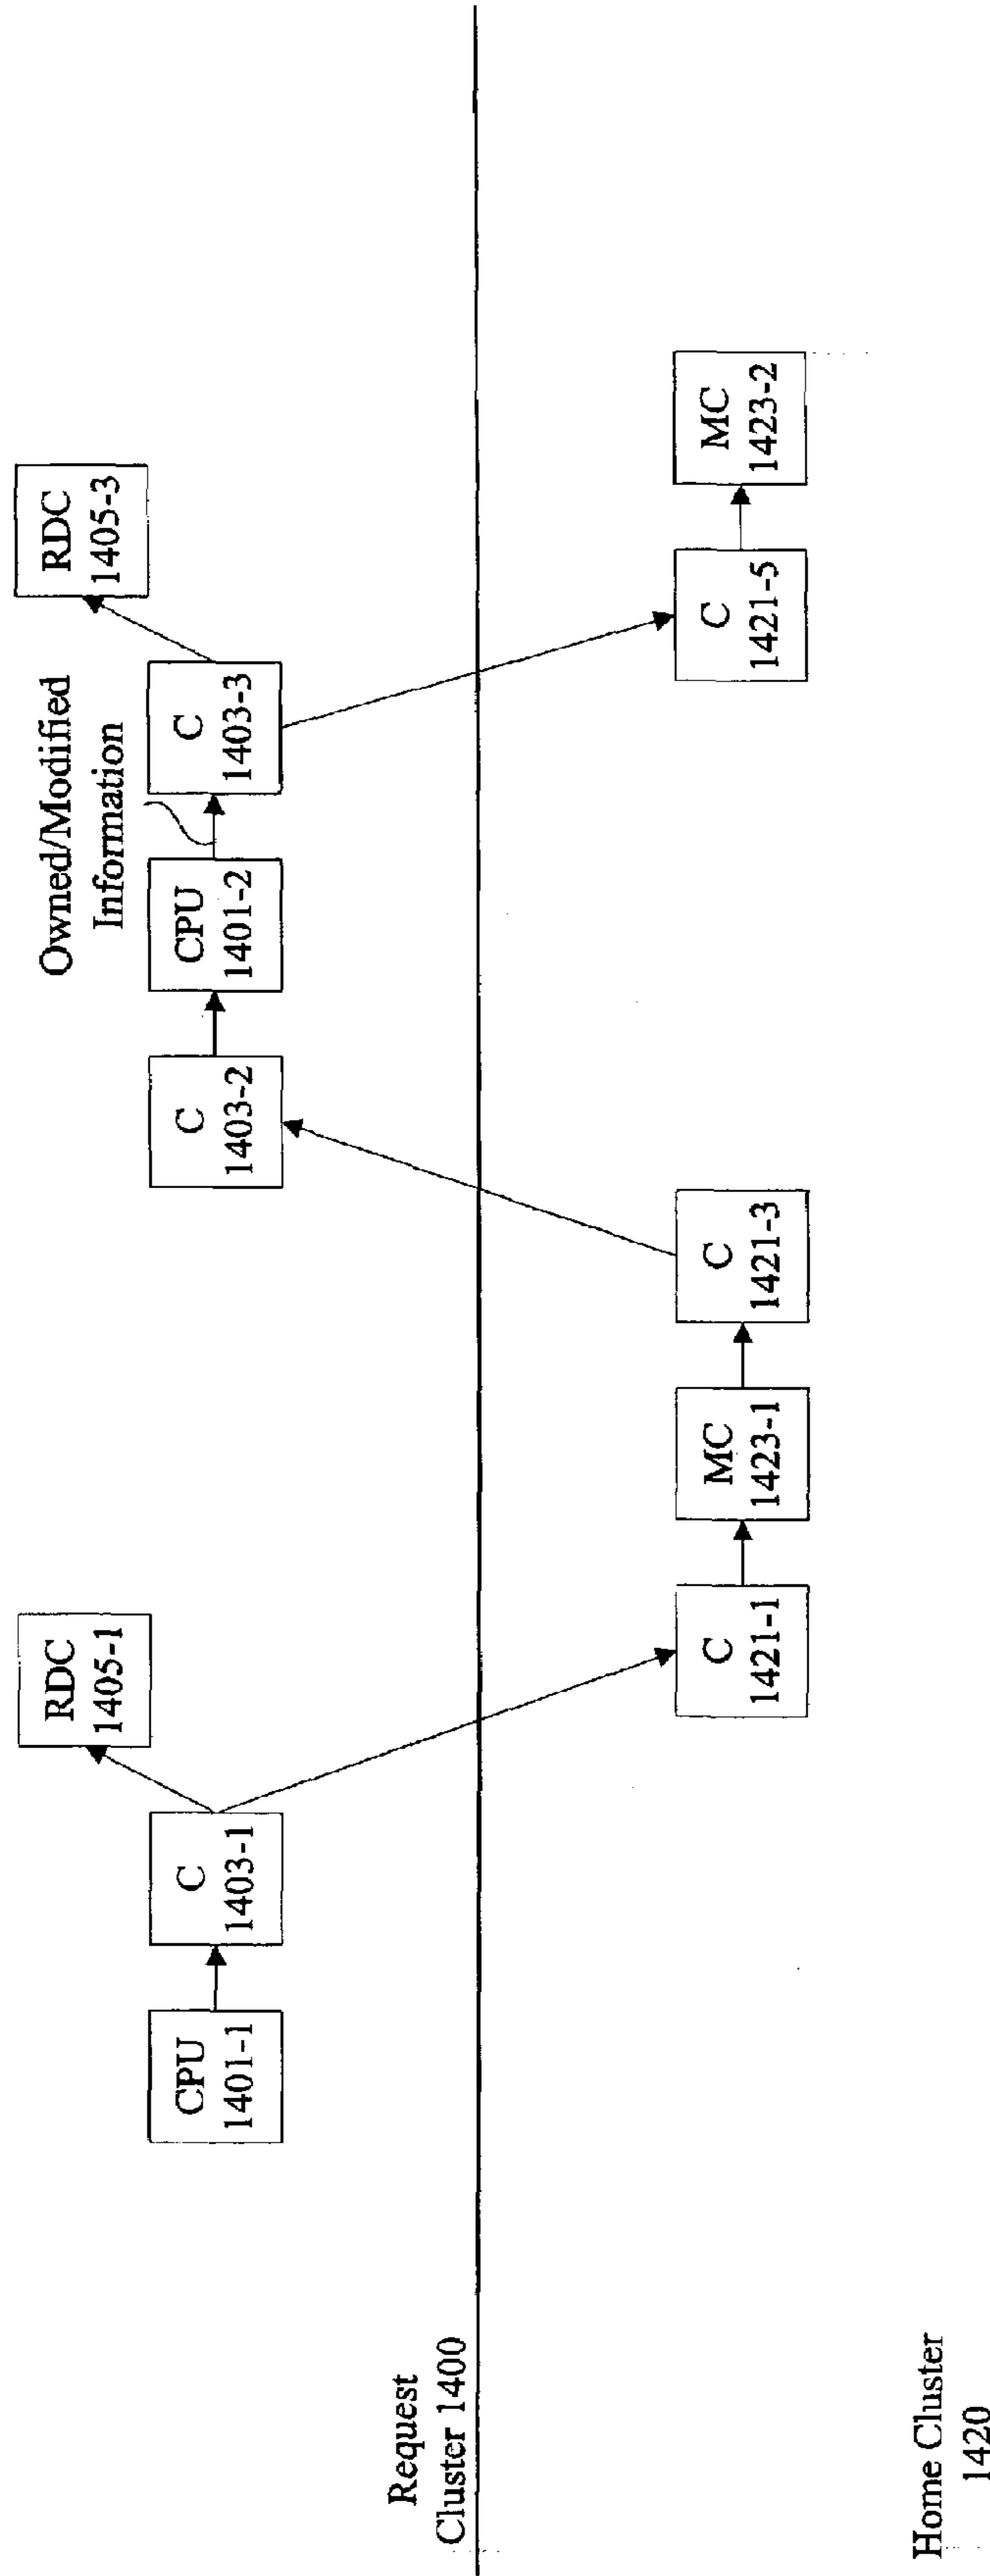 RDC
1405-1
RDC
1405-3
Owned/Modified
Information
CPU
1401-1
C
1403-1
C
1403-2
CPU
1401-2
C
1403-3
Request
Cluster 1400
C
1421-1
MC
1423-1
C
1421-3
C
1421-5
MC
1423-2
Home Cluster
1420